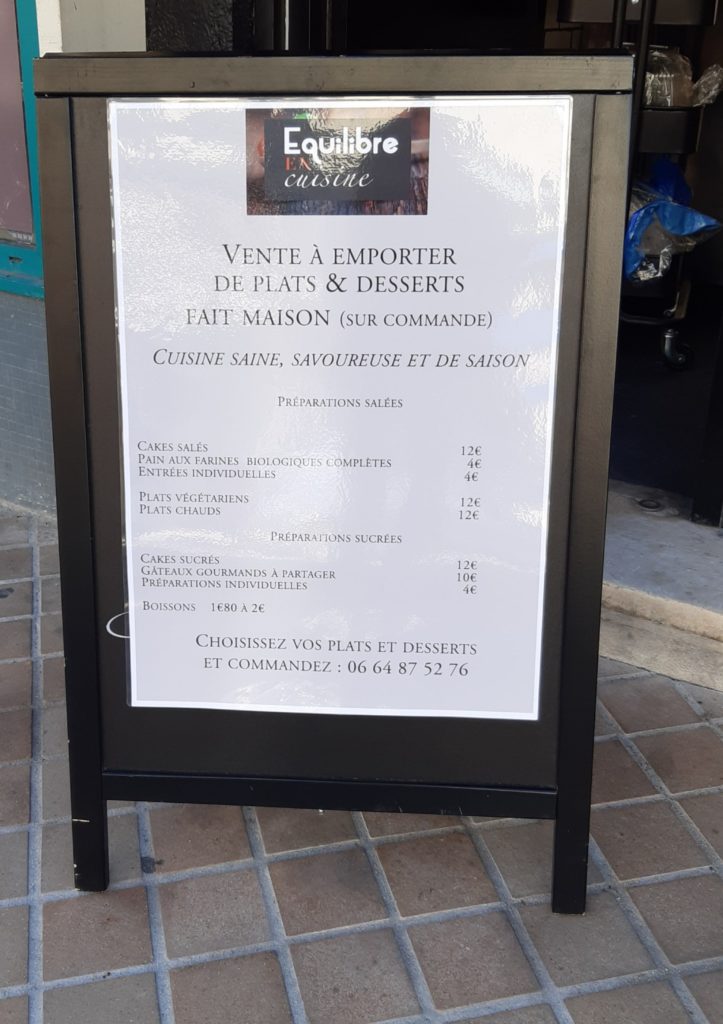 Equilibre
EN
cuisine
VENTE À EMPORTER
DE PLATS & DESSERTS
FAIT MAISON (SUR COMMANDE)
CUISINE SAINE, SAVOUREUSE ET DE SAISON
PRÉPARATIONS SALÉES
CAKES SALÉS 12€
PAIN AUX FARINES BIOLOGIQUES COMPLÈTES 4€
ENTRÉES INDIVIDUELLES 4€
PLATS VÉGÉTARIENS 12€
PLATS CHAUDS 12€
PRÉPARATIONS SUCRÉES
CAKES SUCRÉS 12€
GÂTEAUX GOURMANDS À PARTAGER 10€
PRÉPARATIONS INDIVIDUELLES 4€
BOISSONS 1€80 À 2€
CHOISISSEZ VOS PLATS ET DESSERTS
ET COMMANDEZ : 06 64 87 52 76